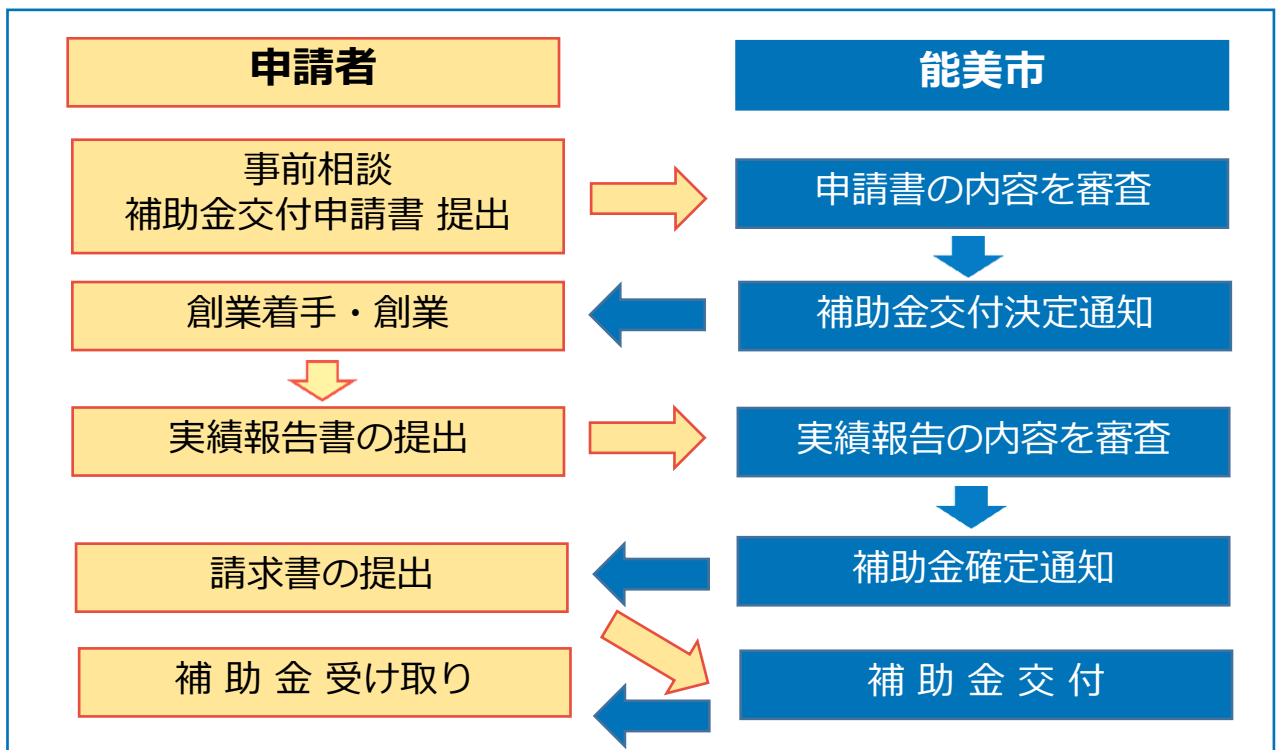 申請者
能美市
事前相談
補助金交付申請書 提出
申請書の内容を審査
補助金交付決定通知
創業着手・創業
実績報告書の提出
実績報告の内容を審査
補助金確定通知
請求書の提出
補 助 金 交 付
補 助 金 受け取り